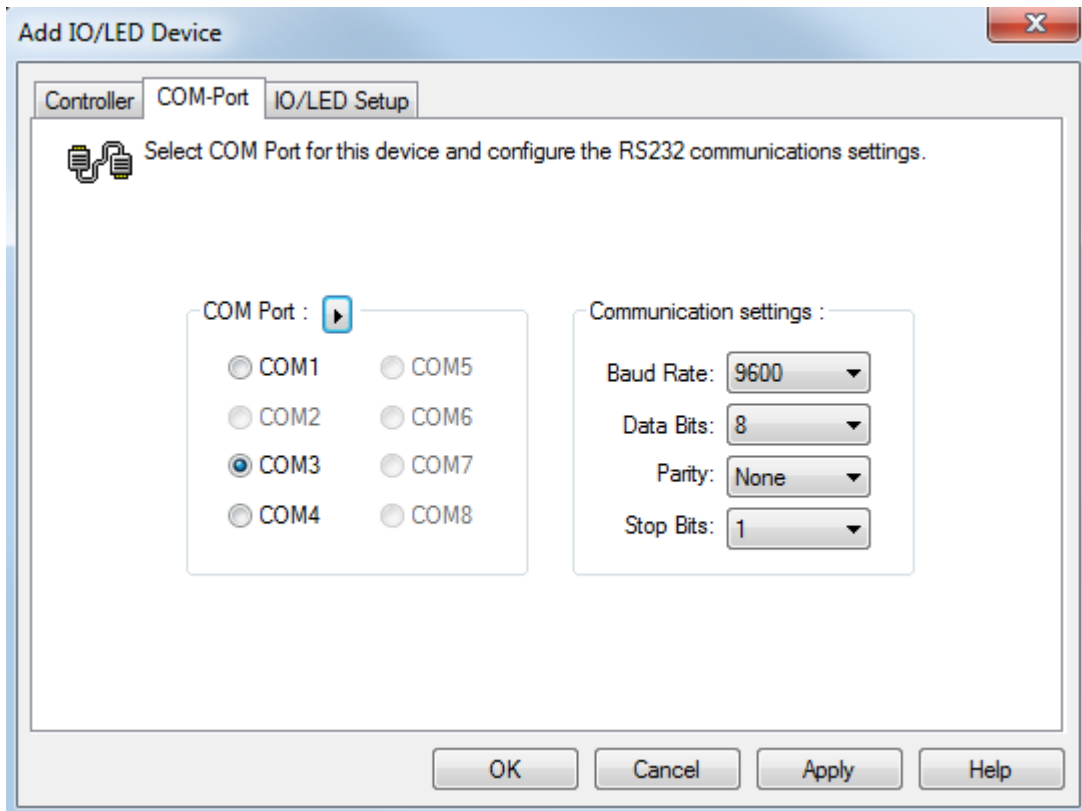 Add IO/LED Device
Controller COM-Port IO/LED Setup
Select COM Port for this device and configure the RS232 communications settings.
COM Port :
COM1 COM5
COM2 COM6
COM3 COM7
COM4 COM8
Communication settings :
Baud Rate: 9600
Data Bits: 8
Parity: None
Stop Bits: 1
OK Cancel Apply Help